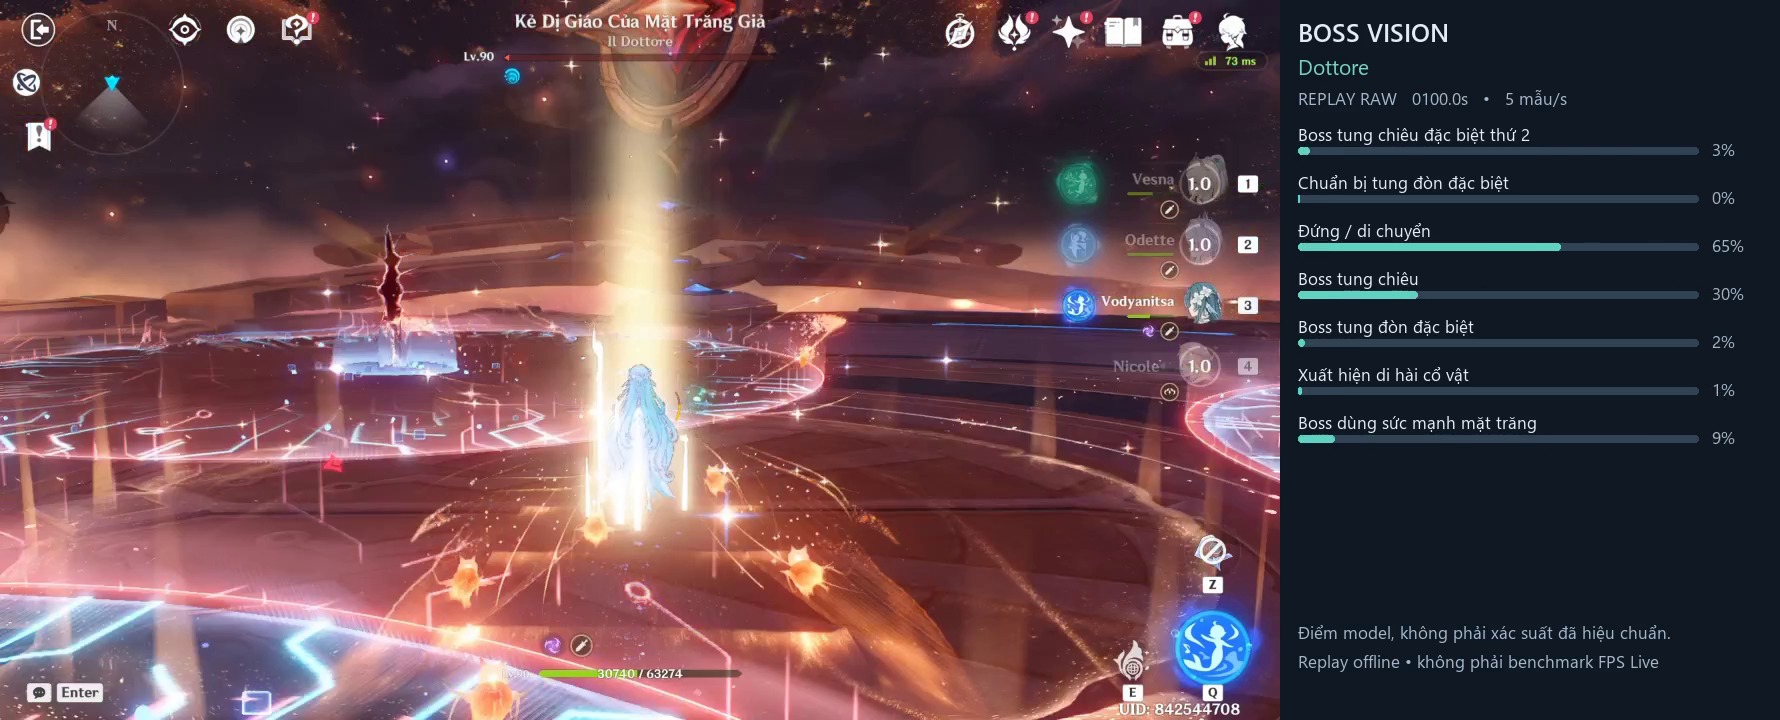 N
Kẻ Dị Giáo Của Mặt Trăng Giả
Il Dottore
Lv.90
73 ms
Vesna 1.0 1
Odette 1.0 2
Vodyanitsa 3
Nicole 1.0 4
Z
30740 / 63274
E
Q
Enter
UID: 842544708
BOSS VISION
Dottore
REPLAY RAW 0100.0s • 5 mẫu/s
Boss tung chiêu đặc biệt thứ 2
3%
Chuẩn bị tung đòn đặc biệt
0%
Đứng / di chuyển
65%
Boss tung chiêu
30%
Boss tung đòn đặc biệt
2%
Xuất hiện di hài cổ vật
1%
Boss dùng sức mạnh mặt trăng
9%
Điểm model, không phải xác suất đã hiệu chuẩn.
Replay offline • không phải benchmark FPS Live